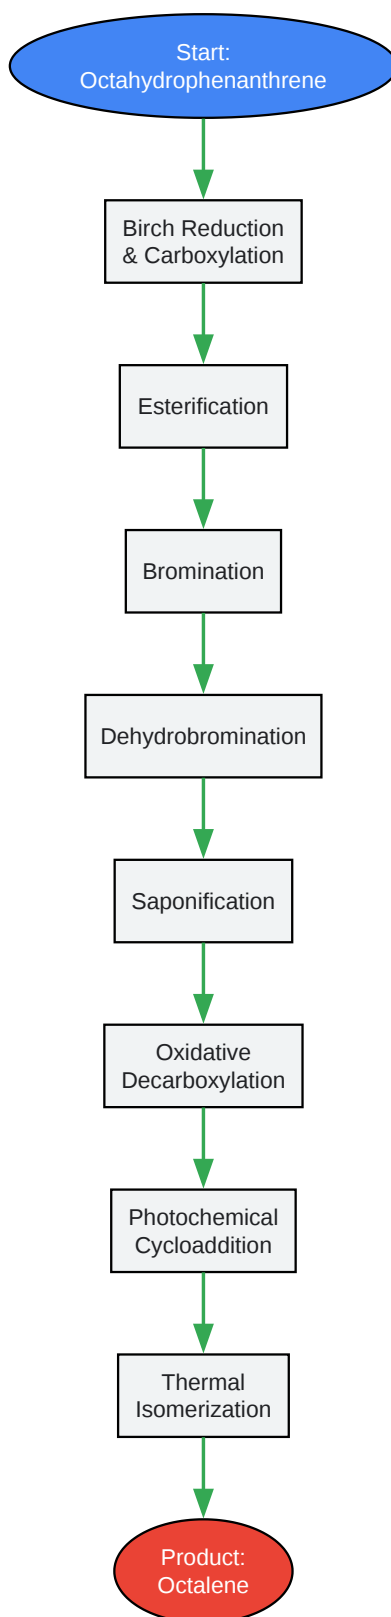 Start:
Octahydrophenanthrene
Birch Reduction
& Carboxylation
Esterification
Bromination
Dehydrobromination
Saponification
Oxidative
Decarboxylation
Photochemical
Cycloaddition
Thermal
Isomerization
Product:
Octalene